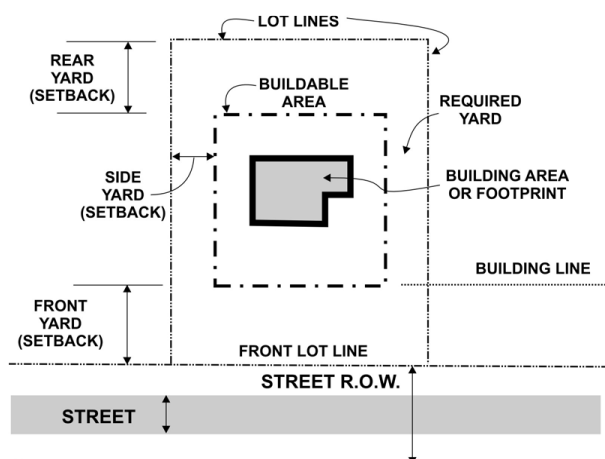 LOT LINES
REAR
YARD
(SETBACK)
BUILDABLE
AREA
REQUIRED
YARD
SIDE
YARD
(SETBACK)
BUILDING AREA
OR FOOTPRINT
BUILDING LINE
FRONT
YARD
(SETBACK)
FRONT LOT LINE
STREET R.O.W.
STREET